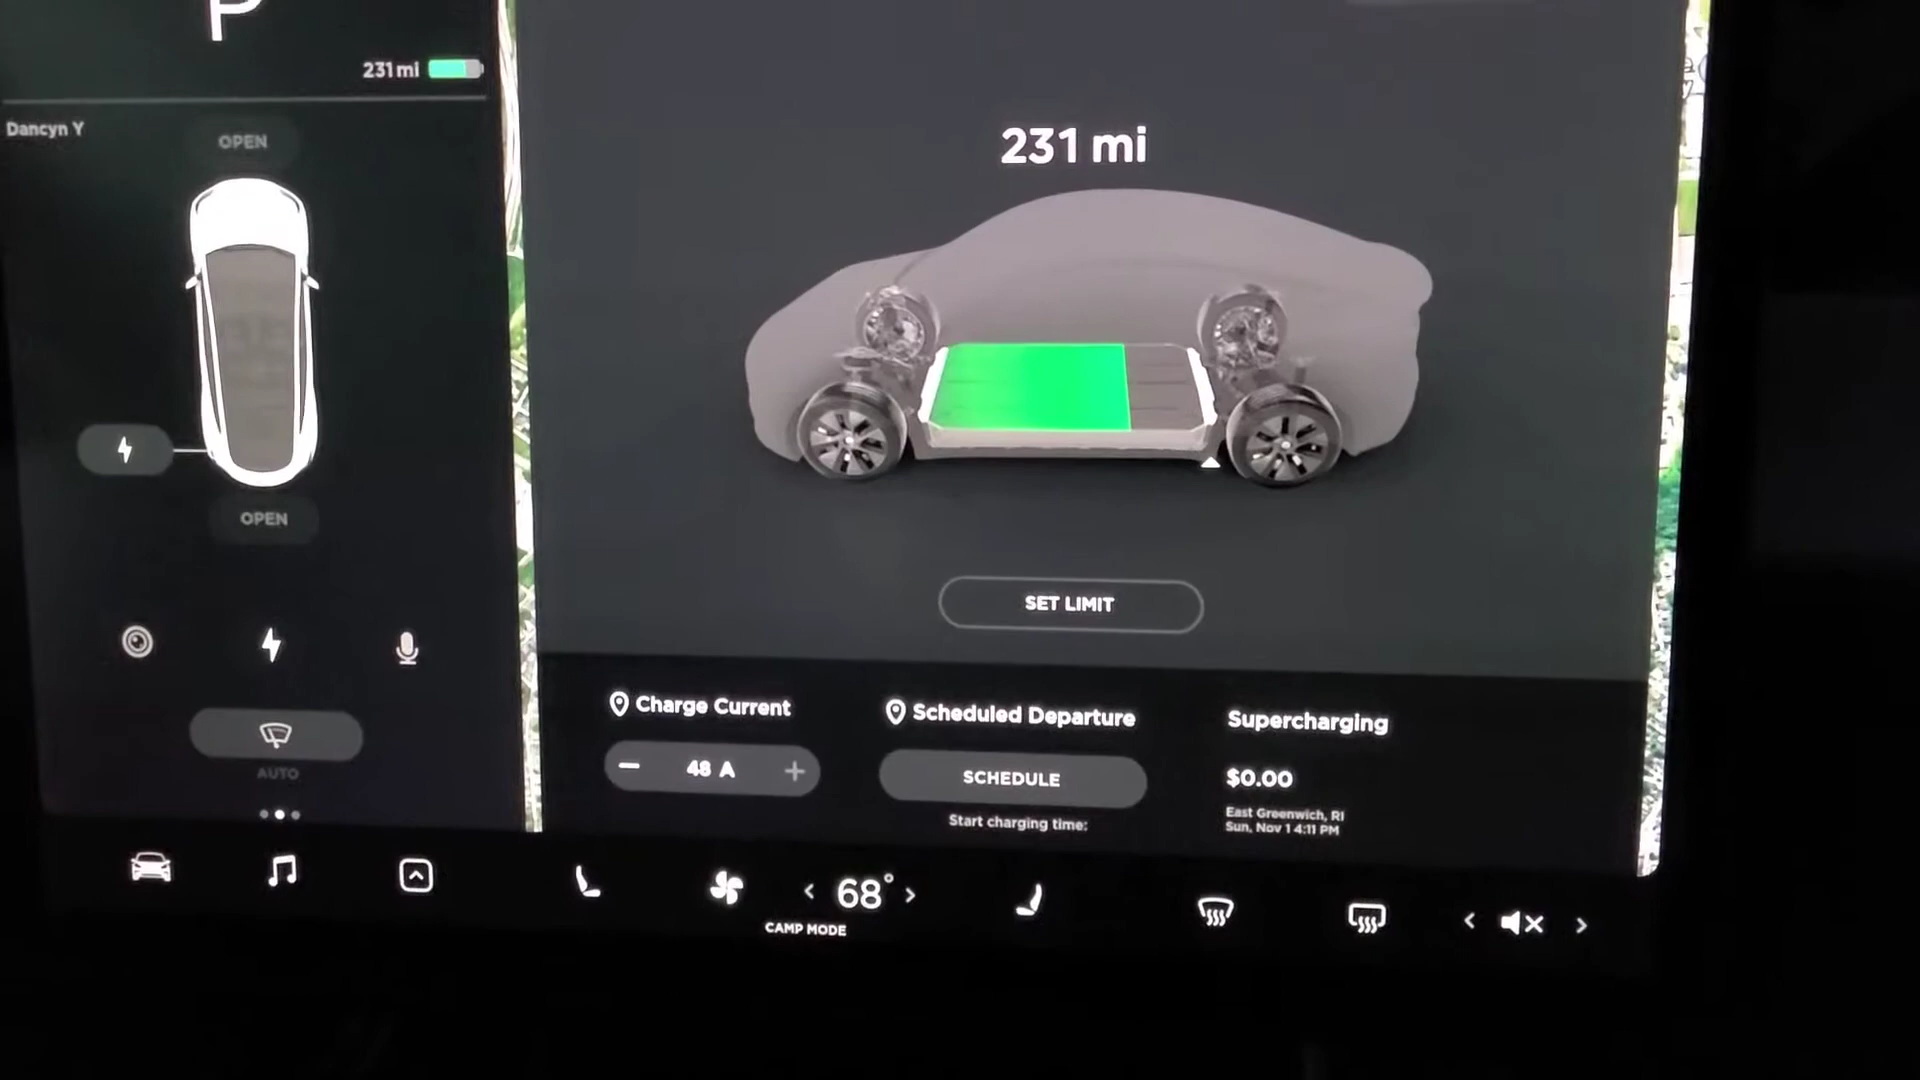 P
231 mi
Dancyn Y
OPEN
OPEN
AUTO
231 mi
SET LIMIT
Charge Current
48 A
Scheduled Departure
SCHEDULE
Start charging time:
Supercharging
$0.00
East Greenwich, RI
Sun, Nov 1 4:11 PM
68°
CAMP MODE